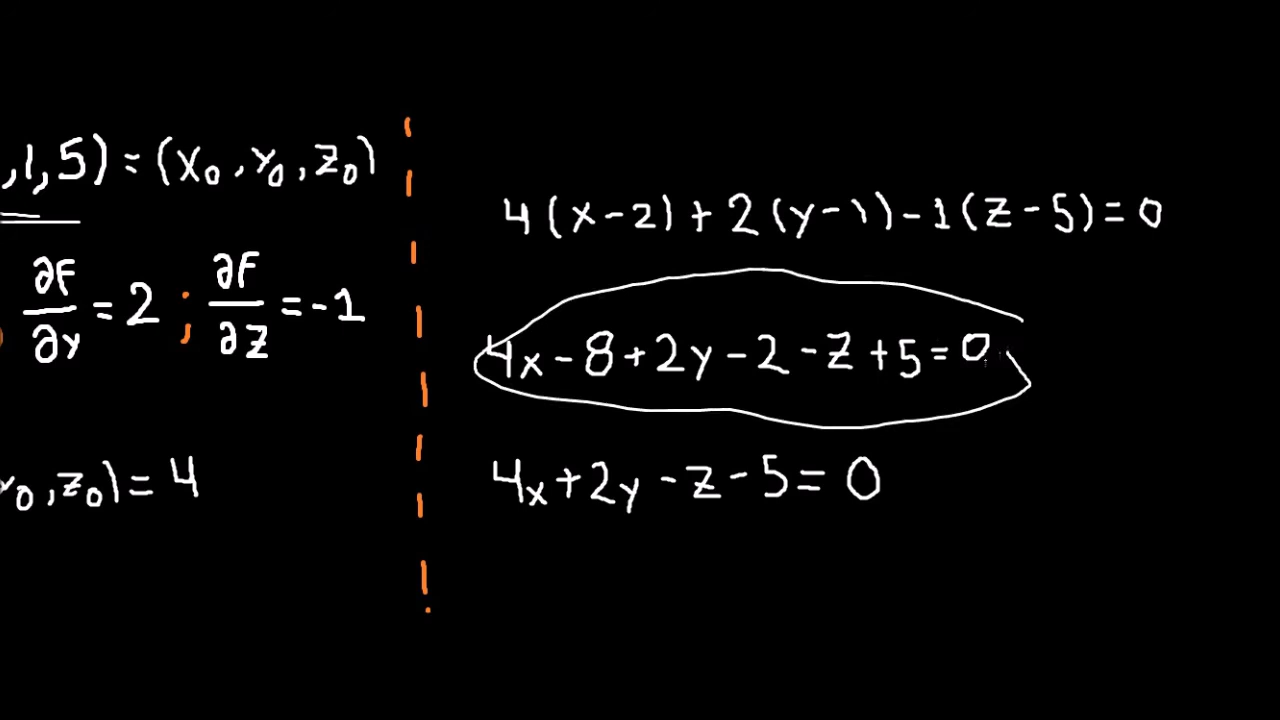 ,1,5) = (x₀, y₀, z₀)
∂F/∂y = 2 ; ∂F/∂z = -1
y₀, z₀) = 4
4(x-2) + 2(y-1) - 1(z-5) = 0
4x - 8 + 2y - 2 - z + 5 = 0
4x + 2y - z - 5 = 0